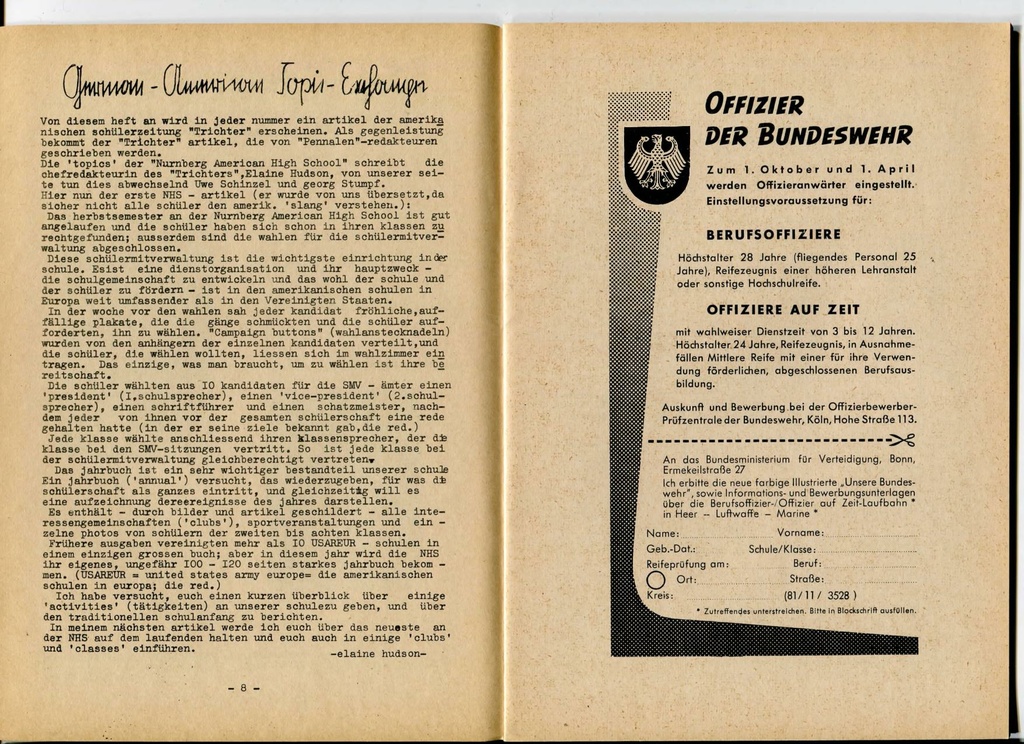 German - American Topic - Exchange
Von diesem heft an wird in jeder nummer ein artikel der amerika
nischen schülerzeitung "Trichter" erscheinen. Als gegenleistung
bekommt der "Trichter" artikel, die von "Pennalen"-redakteuren
geschrieben werden.
Die 'topics' der "Nurnberg American High School" schreibt die
chefredakteurin des "Trichters",Elaine Hudson, von unserer sei-
te tun dies abwechselnd Uwe Schinzel und georg Stumpf.
Hier nun der erste NHS - artikel (er wurde von uns übersetzt,da
sicher nicht alle schüler den amerik. 'slang' verstehen.):
Das herbstsemester an der Nurnberg American High School ist gut
angelaufen und die schüler haben sich schon in ihren klassen zu
rechtgefunden; ausserdem sind die wahlen für die schülermitver-
waltung abgeschlossen.
Diese schülermitverwaltung ist die wichtigste einrichtung in der
schule. Esist eine dienstorganisation und ihr hauptzweck -
die schulgemeinschaft zu entwickeln und das wohl der schule und
der schüler zu fördern - ist in den amerikanischen schulen in
Europa weit umfassender als in den Vereinigten Staaten.
In der woche vor den wahlen sah jeder kandidat fröhliche,auf-
fällige plakate, die die gänge schmückten und die schüler auf-
forderten, ihn zu wählen. "Campaign buttons" (wahlanstecknadeln)
wurden von den anhängern der einzelnen kandidaten verteilt,und
die schüler, die wählen wollten, liessen sich im wahlzimmer ein
tragen. Das einzige, was man braucht, um zu wählen ist ihre be
reitschaft.
Die schüler wählten aus IO kandidaten für die SMV - ämter einen
'president' (I.schulsprecher), einen 'vice-president' (2.schul-
sprecher), einen schriftführer und einen schatzmeister, nach-
dem jeder von ihnen vor der gesamten schülerschaft eine rede
gehalten hatte (in der er seine ziele bekannt gab,die red.)
Jede klasse wählte anschliessend ihren klassensprecher, der die
klasse bei den SMV-sitzungen vertritt. So ist jede klasse bei
der schülermitverwaltung gleichberechtigt vertreten.
Das jahrbuch ist ein sehr wichtiger bestandteil unserer schule
Ein jahrbuch ('annual') versucht, das wiederzugeben, für was die
schülerschaft als ganzes eintritt, und gleichzeitig will es
eine aufzeichnung dereereignisse des jahres darstellen.
Es enthält - durch bilder und artikel geschildert - alle inte-
ressengemeinschaften ('clubs'), sportveranstaltungen und ein -
zelne photos von schülern der zweiten bis achten klassen.
Frühere ausgaben vereinigten mehr als IO USAREUR - schulen in
einem einzigen grossen buch; aber in diesem jahr wird die NHS
ihr eigenes, ungefähr IOO - I2O seiten starkes jahrbuch bekom -
men. (USAREUR = united states army europe= die amerikanischen
schulen in europa; die red.)
Ich habe versucht, euch einen kurzen überblick über einige
'activities' (tätigkeiten) an unserer schulezu geben, und über
den traditionellen schulanfang zu berichten.
In meinem nächsten artikel werde ich euch über das neueste an
der NHS auf dem laufenden halten und euch auch in einige 'clubs'
und 'classes' einführen.
-elaine hudson-
- 8 -
OFFIZIER
DER BUNDESWEHR
Zum 1. Oktober und 1. April
werden Offizieranwärter eingestellt.
Einstellungsvoraussetzung für:
BERUFSOFFIZIERE
Höchstalter 28 Jahre (fliegendes Personal 25
Jahre), Reifezeugnis einer höheren Lehranstalt
oder sonstige Hochschulreife.
OFFIZIERE AUF ZEIT
mit wahlweiser Dienstzeit von 3 bis 12 Jahren.
Höchstalter 24 Jahre, Reifezeugnis, in Ausnahme-
fällen Mittlere Reife mit einer für ihre Verwen-
dung förderlichen, abgeschlossenen Berufsaus-
bildung.
Auskunft und Bewerbung bei der Offizierbewerber-
Prüfzentrale der Bundeswehr, Köln, Hohe Straße 113.
An das Bundesministerium für Verteidigung, Bonn,
Ermekeilstraße 27
Ich erbitte die neue farbige Illustrierte „Unsere Bundes-
wehr", sowie Informations- und Bewerbungsunterlagen
über die Berufsoffizier-/Offizier auf Zeit-Laufbahn *
in Heer – Luftwaffe – Marine *
Name: Vorname:
Geb.-Dat.: Schule/Klasse:
Reifeprüfung am: Beruf:
Ort: Straße:
Kreis: (81/11/ 3528 )
* Zutreffendes unterstreichen. Bitte in Blockschrift ausfüllen.